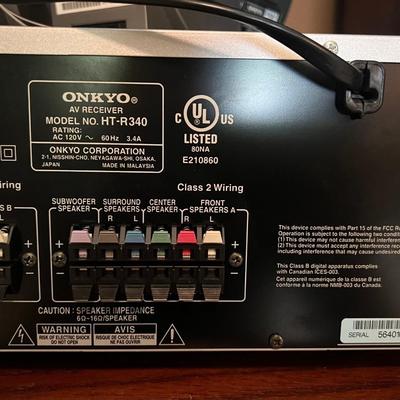 ONKYO
AV RECEIVER
MODEL NO. HT-R340
RATING:
AC 120V ~ 60 Hz 3.4A
ONKYO CORPORATION
2-1, NISSHIN-CHO, NEYAGAWA-SHI, OSAKA,
JAPAN MADE IN MALAYSIA
C UL US
LISTED
80NA
E210860
iring
Class 2 Wiring
S B
L
SUBWOOFER SPEAKER
SURROUND SPEAKERS
R L
CENTER SPEAKER
FRONT SPEAKERS A
R L
+ + +
- - -
CAUTION : SPEAKER IMPEDANCE
6Ω-16Ω/SPEAKER
WARNING AVIS
RISK OF ELECTRIC SHOCK
DO NOT OPEN
RISQUE DE CHOC ELECTRIQUE
NE PAS OUVRIR
This device complies with Part 15 of the FCC Ru
Operation is subject to the following two conditio
(1) This device may not cause harmful interferen
(2) This device must accept any interference rece
including interference that may cause undesired
This Class B digital apparatus complies
with Canadian ICES-003.
Cet appareil numérique de la classe B est
conforme à la norme NMB-003 du Canada.
SERIAL 56401